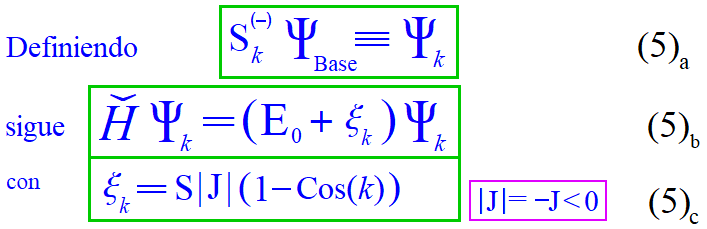 Definiendo S_k^(–) Ψ_Base ≡ Ψ_k (5)_a
sigue H̆ Ψ_k = (E_0 + ξ_k) Ψ_k (5)_b
con ξ_k = S|J|(1–Cos(k)) |J|= –J<0 (5)_c